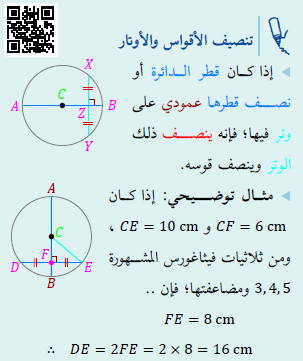 تنصيف الأقواس والأوتار
إذا كان قطر الدائرة أو
نصف قطرها عمودي على
وتر فيها؛ فإنه ينصف ذلك
الوتر وينصف قوسه.
X
C
A
Z
B
Y
مثال توضيحي: إذا كان
CF = 6 cm و CE = 10 cm ،
ومن ثلاثيات فيثاغورس المشهورة
3,4,5 ومضاعفتها؛ فإن ..
FE = 8 cm
∴ DE = 2FE = 2 × 8 = 16 cm
A
C
F
D
E
B